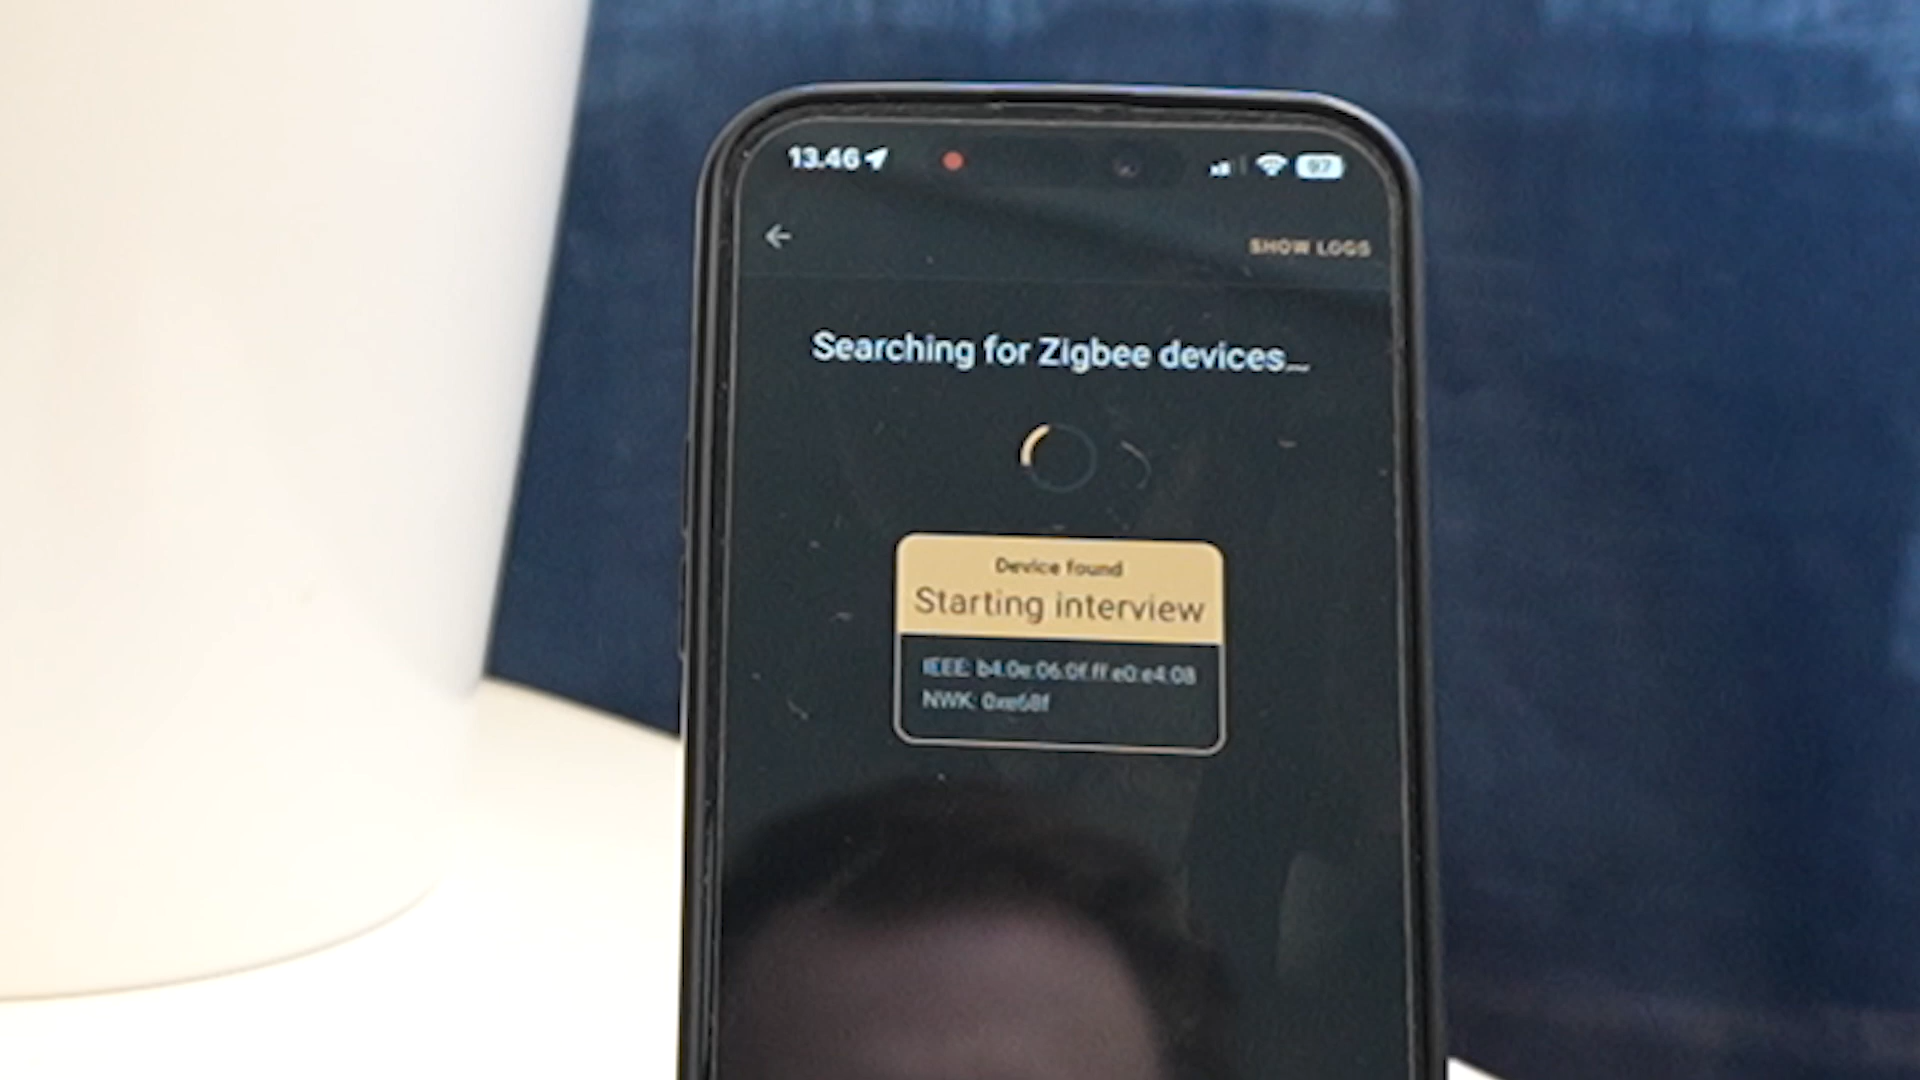 13.46
97
SHOW LOGS
Searching for Zigbee devices...
Device found
Starting interview
IEEE: b4:0e:06:0f:ff:e0:e4:08
NWK: 0xe68f